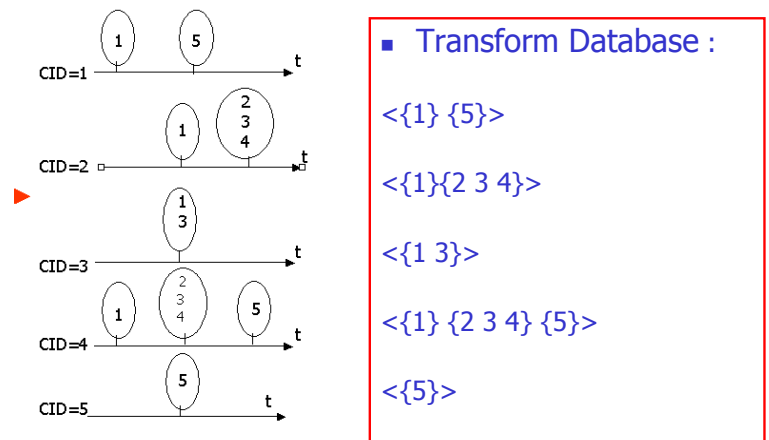 1 5
CID=1 t
1 2
3
4
CID=2 t
1
3
CID=3 t
1 2 5
3
4
CID=4 t
5
CID=5 t
▪ Transform Database :
<{1} {5}>
<{1}{2 3 4}>
<{1 3}>
<{1} {2 3 4} {5}>
<{5}>